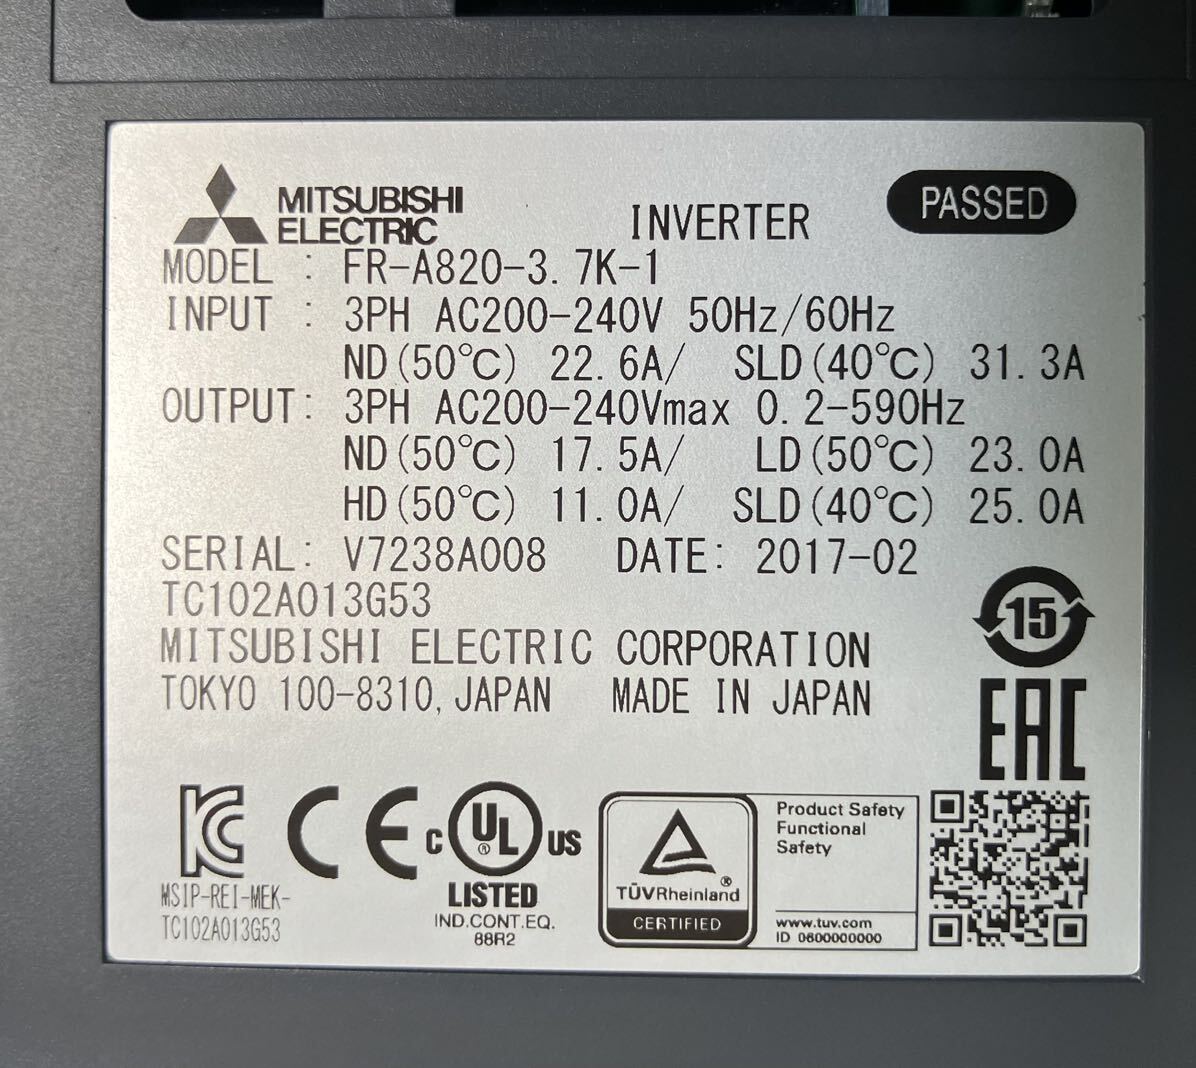 MITSUBISHI
ELECTRIC
INVERTER
PASSED
MODEL : FR-A820-3.7K-1
INPUT : 3PH AC200-240V 50Hz/60Hz
ND(50℃) 22.6A/ SLD(40℃) 31.3A
OUTPUT: 3PH AC200-240Vmax 0.2-590Hz
ND(50℃) 17.5A/ LD(50℃) 23.0A
HD(50℃) 11.0A/ SLD(40℃) 25.0A
SERIAL: V7238A008 DATE: 2017-02
TC102A013G53
MITSUBISHI ELECTRIC CORPORATION
TOKYO 100-8310, JAPAN MADE IN JAPAN
15
EAC
KC
MSIP-REI-MEK-
TC102A013G53
CE
C UL® US
LISTED
IND.CONT.EQ.
88R2
TÜVRheinland®
CERTIFIED
Product Safety
Functional
Safety
www.tuv.com
ID 0600000000